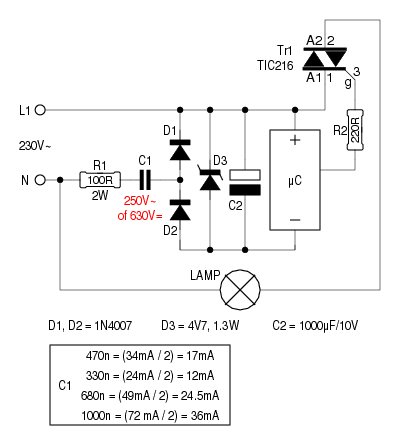 A2 2
Tr1
TIC216
A1 1
3
g
L1
D1
R2
220R
230V~
R1
C1
D3
+
N
100R
2W
µC
250V~
of 630V=
D2
C2
−
LAMP
D1, D2 = 1N4007
D3 = 4V7, 1.3W
C2 = 1000µF/10V
470n = (34mA / 2) = 17mA
330n = (24mA / 2) = 12mA
C1
680n = (49mA / 2) = 24.5mA
1000n = (72 mA / 2) = 36mA